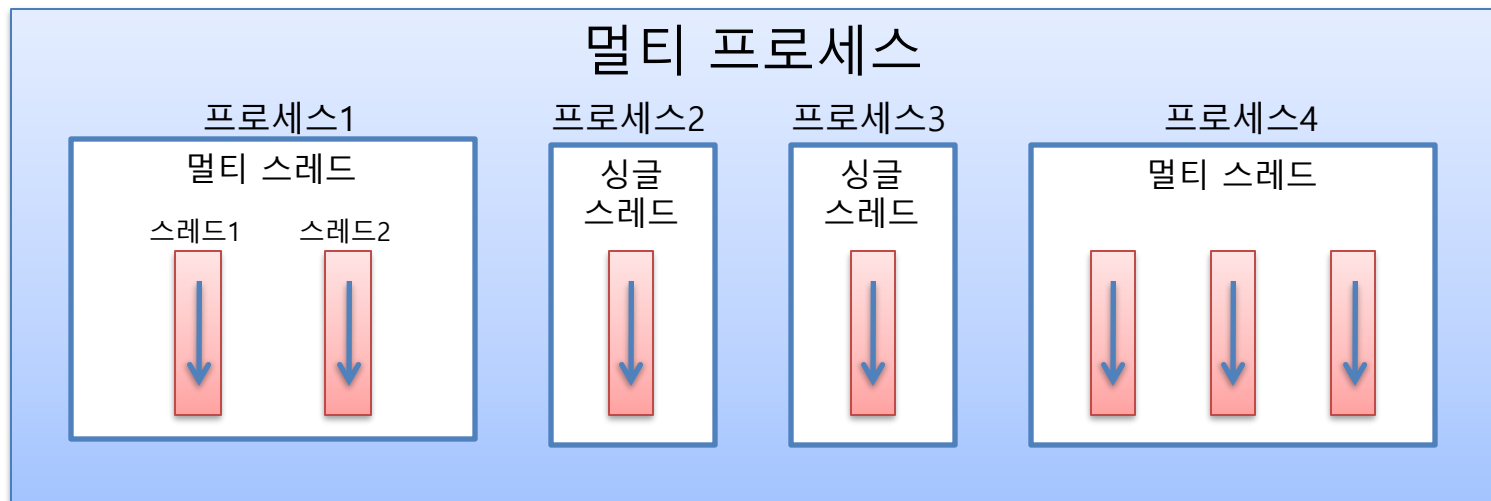 멀티 프로세스
프로세스1
프로세스2
프로세스3
프로세스4
멀티 스레드
스레드1
스레드2
싱글
스레드
싱글
스레드
멀티 스레드